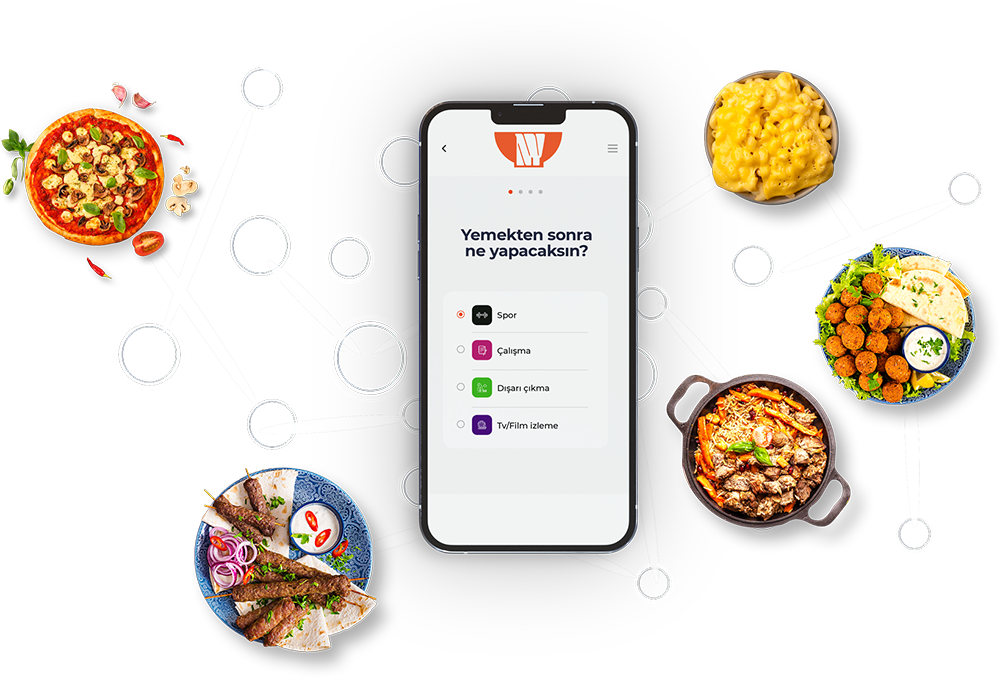 Yemekten sonra
ne yapacaksın?
Spor
Çalışma
Dışarı çıkma
Tv/Film izleme